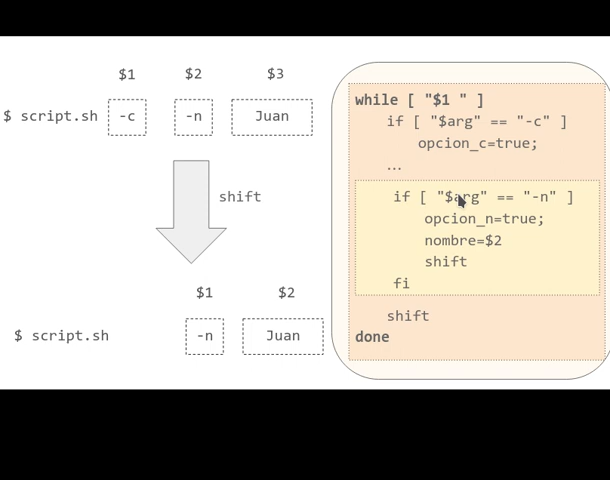 $1 $2 $3
$ script.sh -c -n Juan
shift
$1 $2
$ script.sh -n Juan
while [ "$1 " ]
if [ "$arg" == "-c" ]
opcion_c=true;
...
if [ "$arg" == "-n" ]
opcion_n=true;
nombre=$2
shift
fi
shift
done